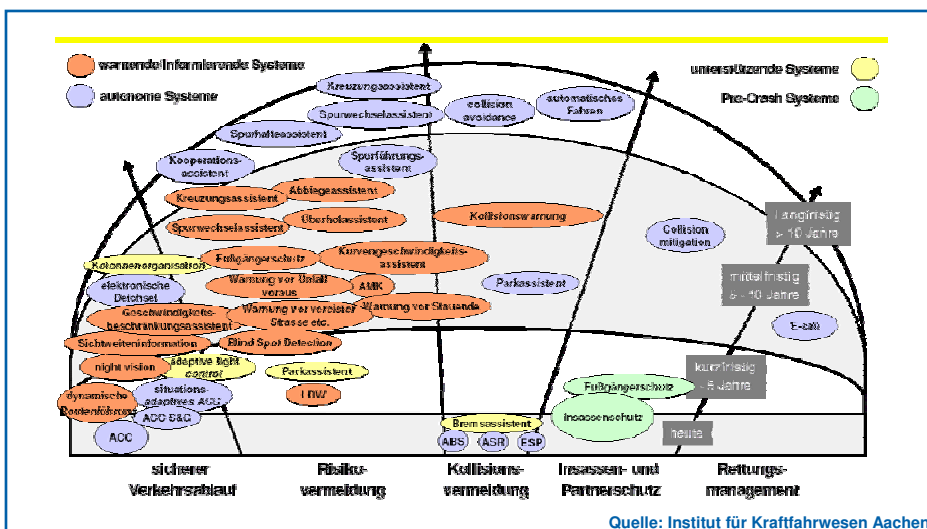 warnende/informierende Systeme
autonome Systeme
unterstützende Systeme
Pre-Crash Systeme
Kreuzungsassistent
Spurwechselassistent
collision
avoidance
automatisches
Fahren
Spurhalteassistent
Kooperations-
assistent
Spurführungs-
assistent
Kreuzungsassistent
Abbiegeassistent
Spurwechselassistent
Überholassistent
Kollisionswarnung
Collision
mitigation
langfristig
> 10 Jahre
Kolonnenorganisation
Fußgängerschutz
Kurvengeschwindigkeits-
assistent
elektronische
Deichsel
Warnung vor Unfall
voraus
AMK
Parkassistent
mittelfristig
5 - 10 Jahre
Geschwindigkeits-
beschränkungsassistent
Warnung vor vereister
Strasse etc.
Warnung vor Stauende
E-call
Sichtweiteninformation
Blind Spot Detection
night vision
adaptive light
control
Parkassistent
kurzfristig
- 5 Jahre
dynamische
Routenführung
situations-
adaptives ACC
LDW
Fußgängerschutz
ACC S&G
Insassenschutz
ACC
Bremsassistent
ABS
ASR
ESP
heute
sicherer
Verkehrsablauf
Risiko-
vermeidung
Kollisions-
vermeidung
Insassen- und
Partnerschutz
Rettungs-
management
Quelle: Institut für Kraftfahrwesen Aachen